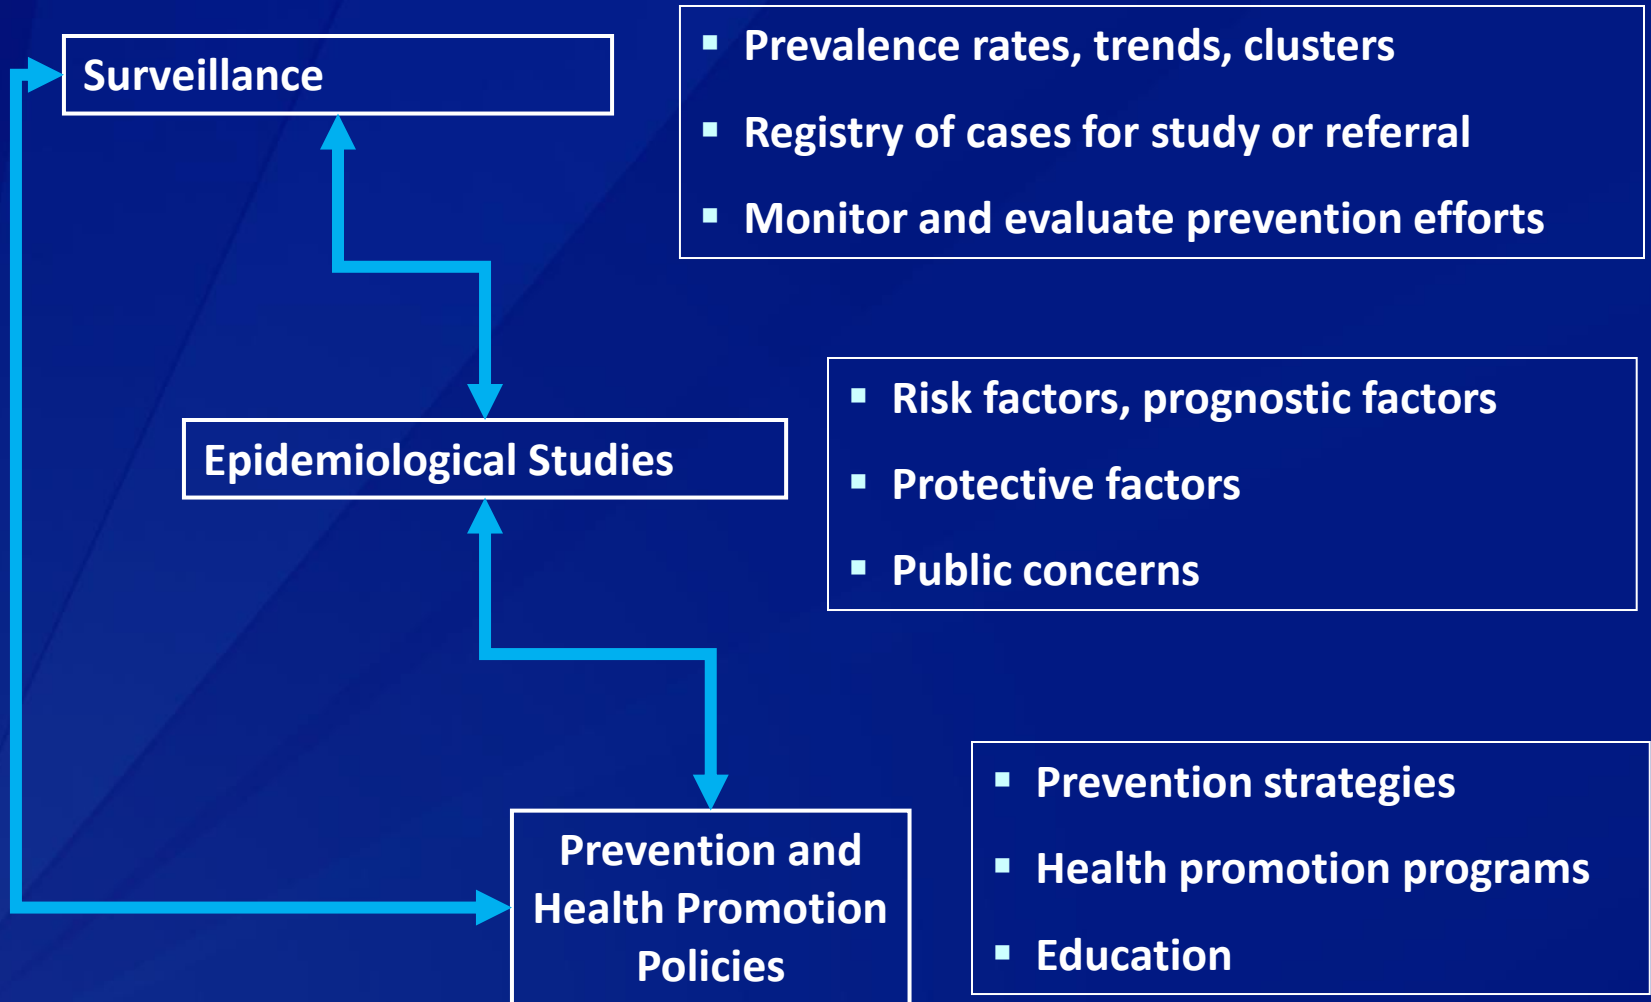 Surveillance
Prevalence rates, trends, clusters
Registry of cases for study or referral
Monitor and evaluate prevention efforts
Epidemiological Studies
Risk factors, prognostic factors
Protective factors
Public concerns
Prevention and
Health Promotion
Policies
Prevention strategies
Health promotion programs
Education